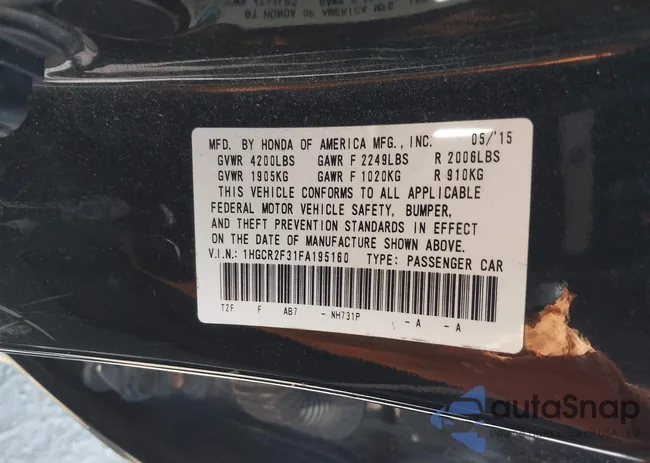 MFD. BY HONDA OF AMERICA MFG., INC. 05/'15
GVWR 4200LBS GAWR F 2249LBS R 2006LBS
GVWR 1905KG GAWR F 1020KG R 910KG
THIS VEHICLE CONFORMS TO ALL APPLICABLE
FEDERAL MOTOR VEHICLE SAFETY, BUMPER,
AND THEFT PREVENTION STANDARDS IN EFFECT
ON THE DATE OF MANUFACTURE SHOWN ABOVE.
V.I.N.: 1HGCR2F31FA195160 TYPE: PASSENGER CAR
T2F F AB7 - NH731P - A - A
autoSnap